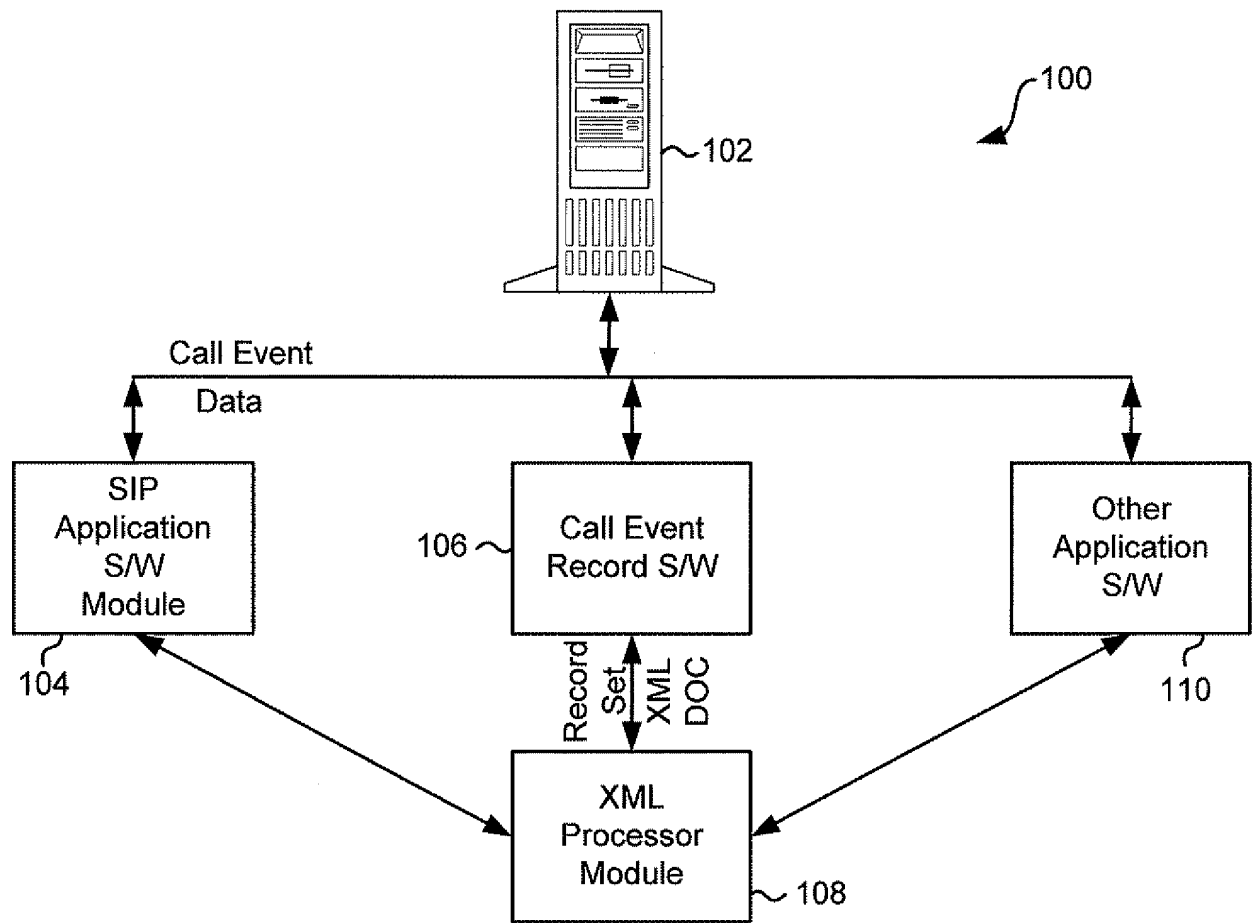 100
102
Call Event
Data
SIP
Application
S/W
Module
104
106
Call Event
Record S/W
Other
Application
S/W
110
Record
Set
XML
DOC
XML
Processor
Module
108